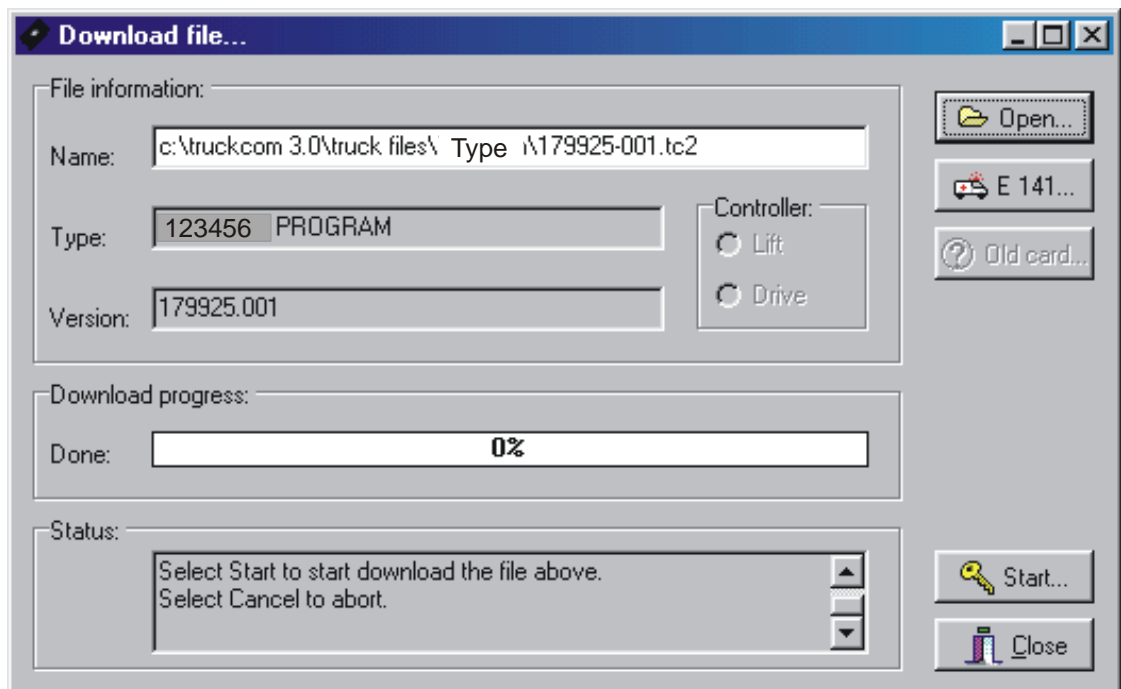 Download file...
File information:
Name:
c:\truckcom 3.0\truck files\ Type \179925-001.tc2
Type:
123456 PROGRAM
Version:
179925.001
Controller:
Lift
Drive
Open...
E 141...
Old card...
Download progress:
Done:
0%
Status:
Select Start to start download the file above.
Select Cancel to abort.
Start...
Close